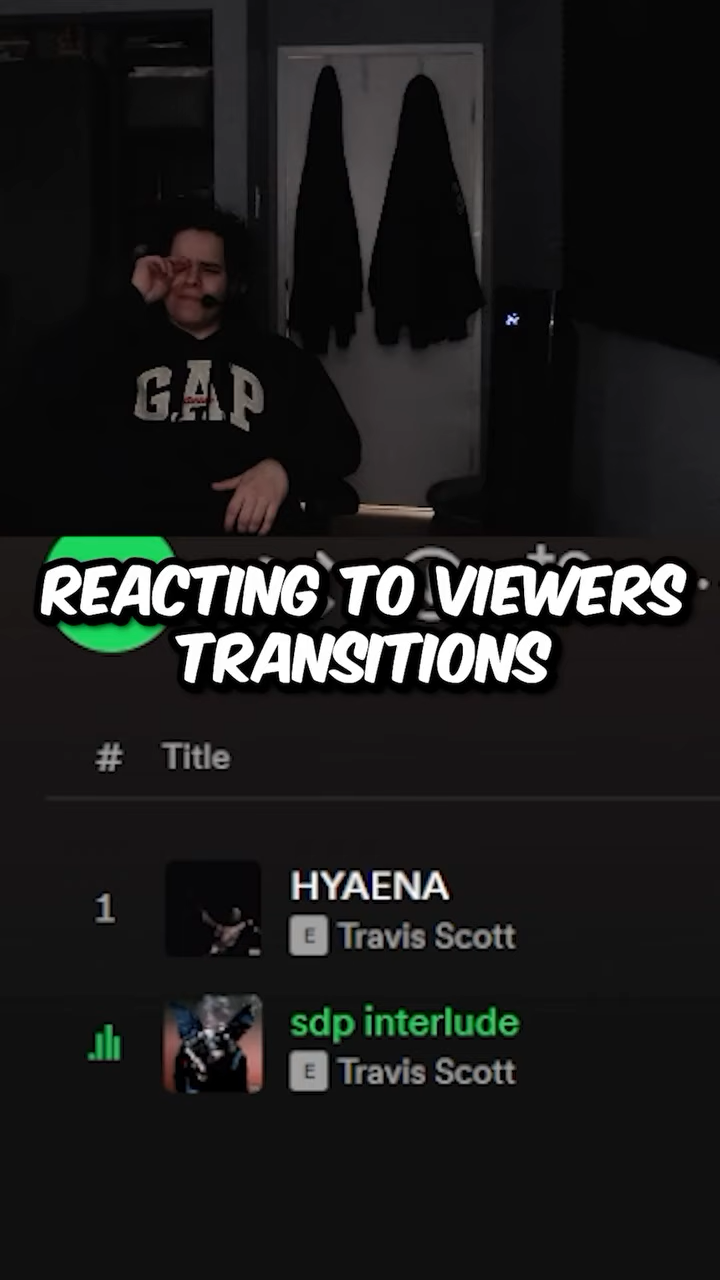 GAP
REACTING TO VIEWERS
TRANSITIONS
# Title
1
HYAENA
E Travis Scott
sdp interlude
E Travis Scott